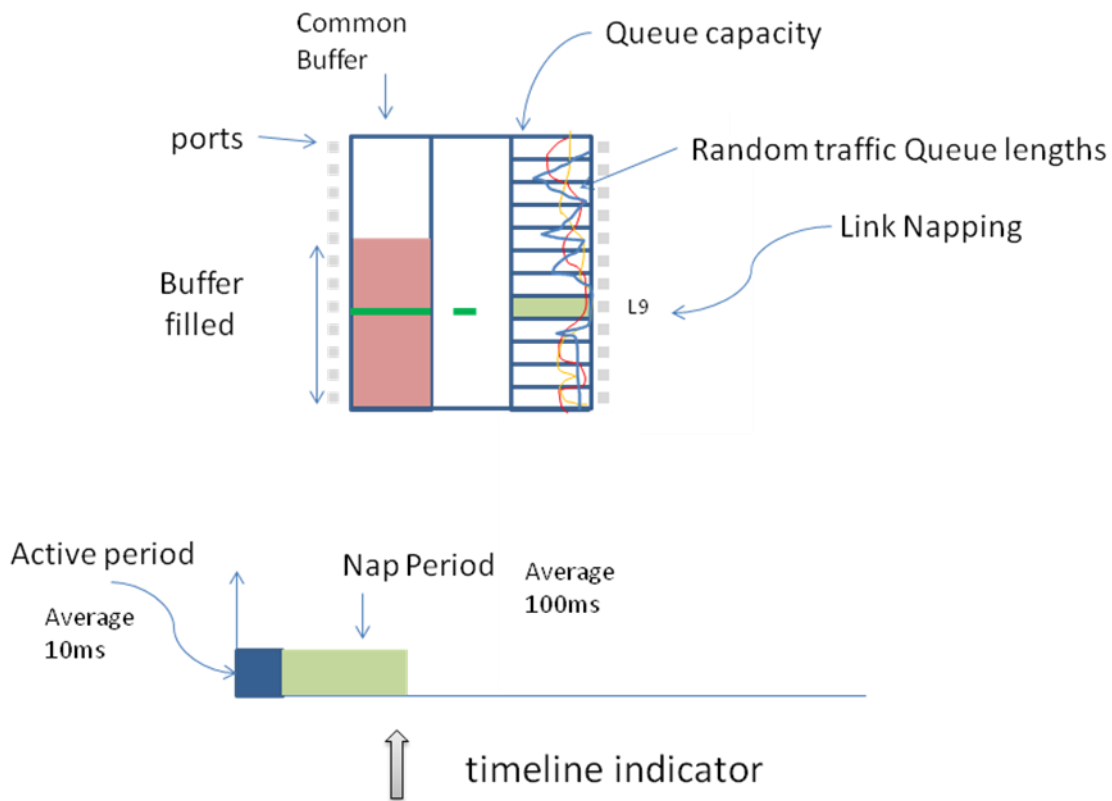 Common
Buffer
Queue capacity
ports
Random traffic Queue lengths
Link Napping
Buffer
filled
L9
Active period
Nap Period
Average
100ms
Average
10ms
timeline indicator